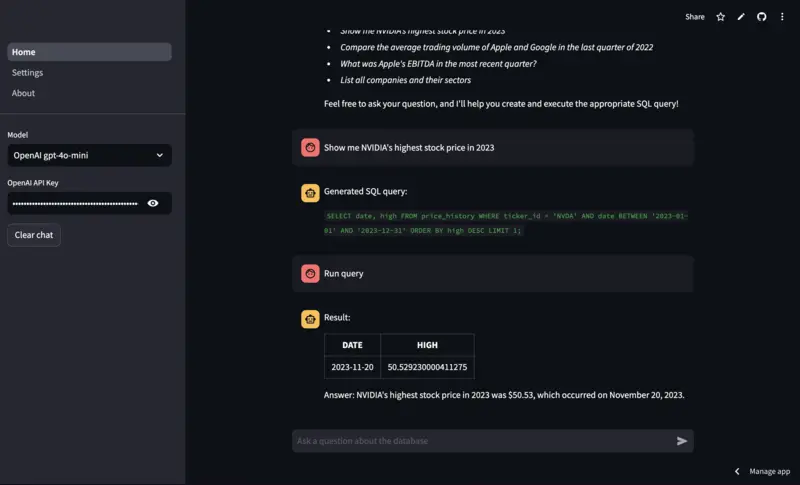 Share
Home
Settings
About
Model
OpenAI gpt-4o-mini
OpenAI API Key
Clear chat
Show me NVIDIA's highest stock price in 2023
Compare the average trading volume of Apple and Google in the last quarter of 2022
What was Apple's EBITDA in the most recent quarter?
List all companies and their sectors
Feel free to ask your question, and I'll help you create and execute the appropriate SQL query!
Show me NVIDIA's highest stock price in 2023
Generated SQL query:
SELECT date, high FROM price_history WHERE ticker_id = 'NVDA' AND date BETWEEN '2023-01-
01' AND '2023-12-31' ORDER BY high DESC LIMIT 1;
Run query
Result:
DATE HIGH
2023-11-20 50.529230000411275
Answer: NVIDIA's highest stock price in 2023 was $50.53, which occurred on November 20, 2023.
Ask a question about the database
Manage app